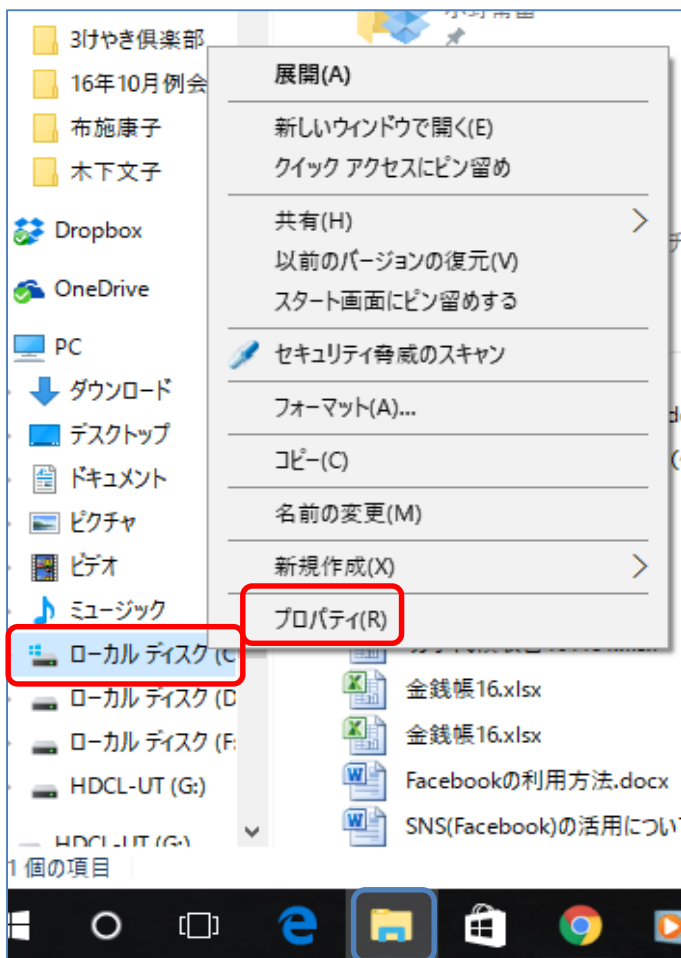 3けやき倶楽部
16年10月例会
布施康子
木下文子
Dropbox
OneDrive
PC
ダウンロード
デスクトップ
ドキュメント
ピクチャ
ビデオ
ミュージック
ローカル ディスク (C
ローカル ディスク (D
ローカル ディスク (F:
HDCL-UT (G:)
HDCL-UT (G:)
1 個の項目
展開(A)
新しいウィンドウで開く(E)
クイック アクセスにピン留め
共有(H)
以前のバージョンの復元(V)
スタート画面にピン留めする
セキュリティ脅威のスキャン
フォーマット(A)...
コピー(C)
名前の変更(M)
新規作成(X)
プロパティ(R)
金銭帳16.xlsx
金銭帳16.xlsx
Facebookの利用方法.docx
SNS(Facebook)の活用につい